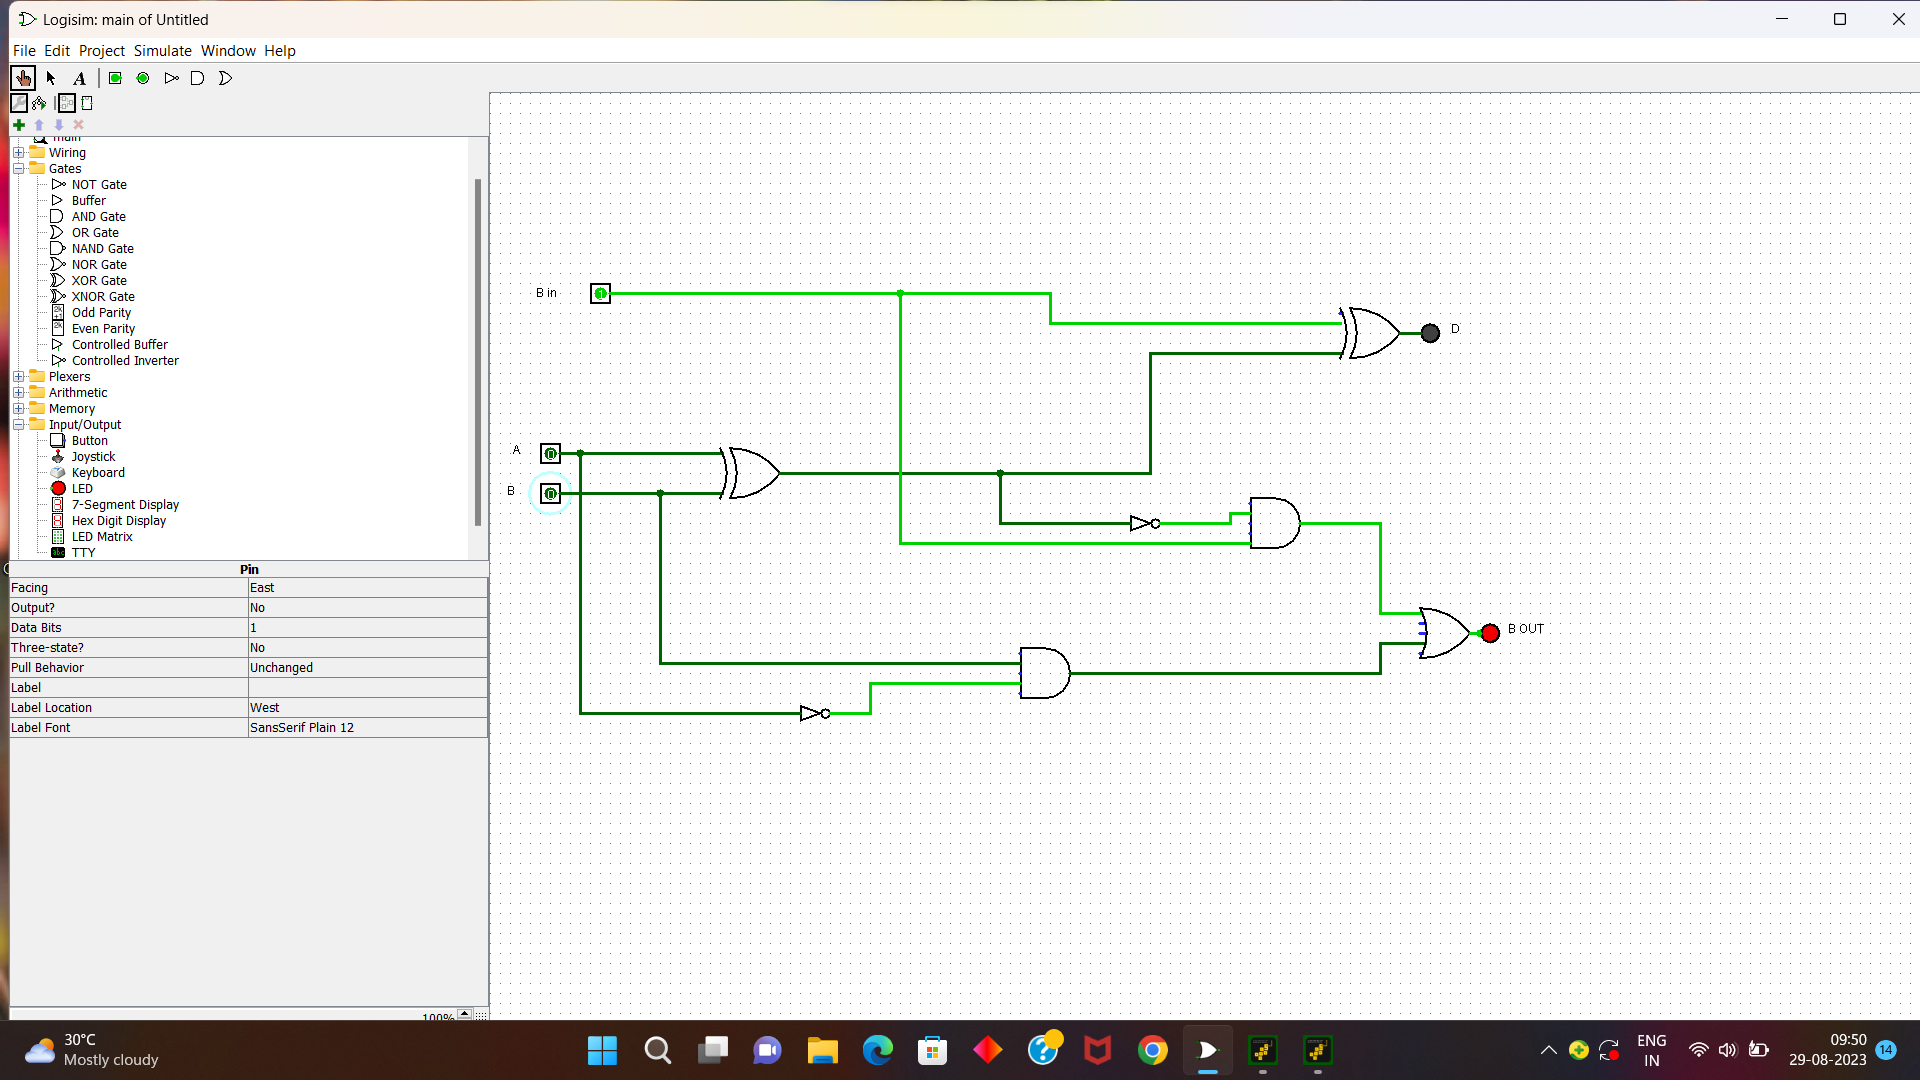 Logisim: main of Untitled
File Edit Project Simulate Window Help
A
main
Wiring
Gates
NOT Gate
Buffer
AND Gate
OR Gate
NAND Gate
NOR Gate
XOR Gate
XNOR Gate
Odd Parity
Even Parity
Controlled Buffer
Controlled Inverter
Plexers
Arithmetic
Memory
Input/Output
Button
Joystick
Keyboard
LED
7-Segment Display
Hex Digit Display
LED Matrix
TTY
Pin
Facing East
Output? No
Data Bits 1
Three-state? No
Pull Behavior Unchanged
Label
Label Location West
Label Font SansSerif Plain 12
100%
B in
D
A
B
B OUT
30°C
Mostly cloudy
ENG
IN
09:50
29-08-2023
14